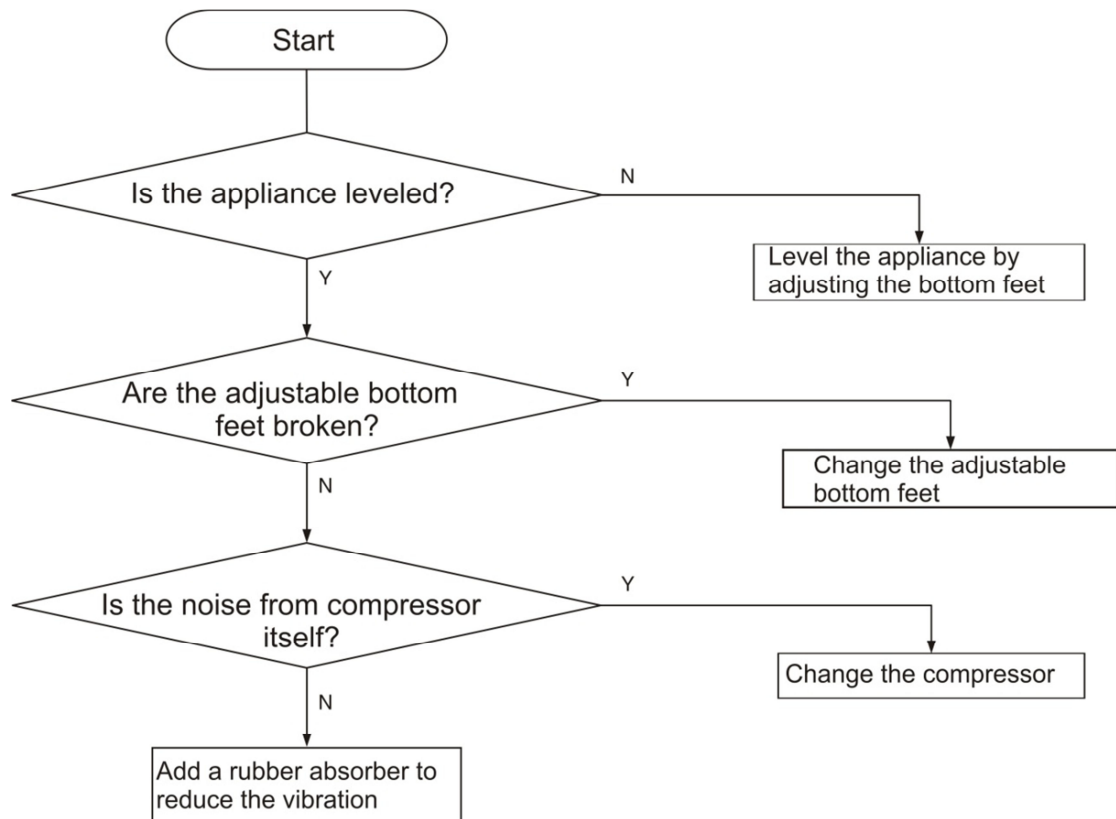 Start
Is the appliance leveled?
N
Level the appliance by
adjusting the bottom feet
Y
Are the adjustable bottom
feet broken?
Y
Change the adjustable
bottom feet
N
Is the noise from compressor
itself?
Y
Change the compressor
N
Add a rubber absorber to
reduce the vibration